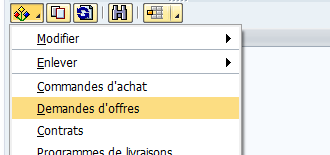 Modifier
Enlever
Commandes d'achat
Demandes d'offres
Contrats
Programmes de livraisons